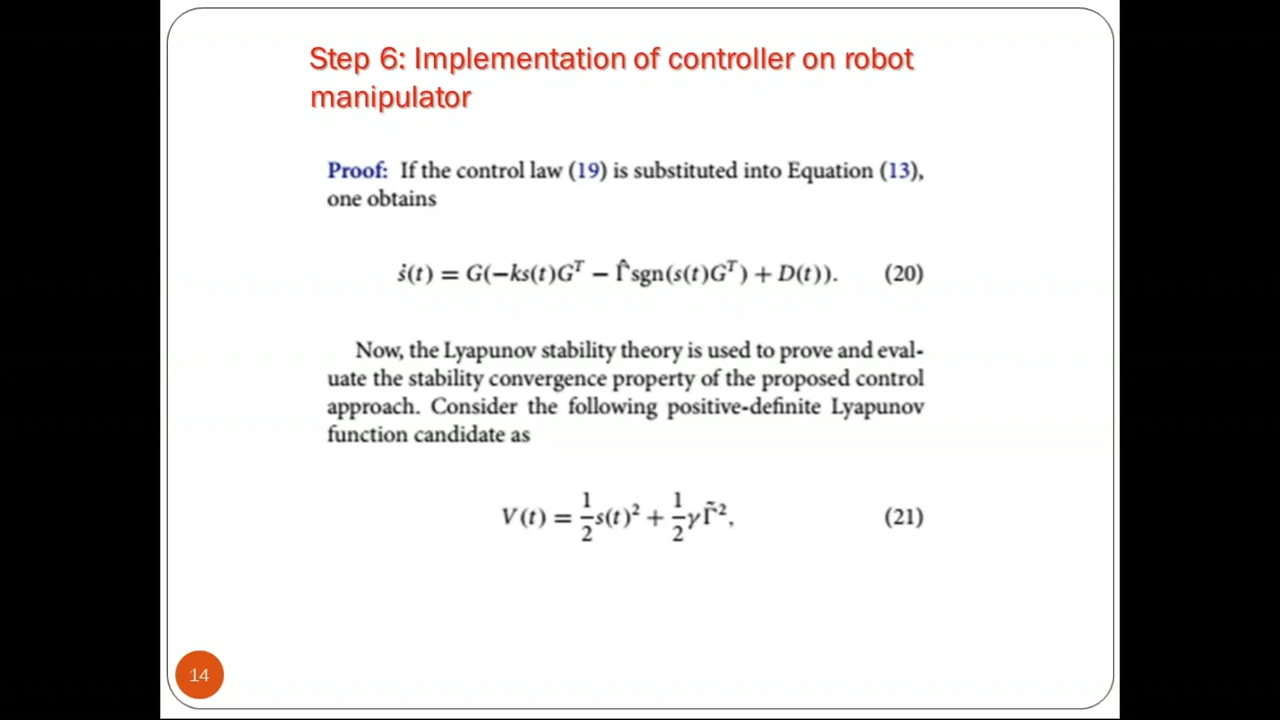 Step 6: Implementation of controller on robot
manipulator
Proof: If the control law (19) is substituted into Equation (13),
one obtains
ṡ(t) = G(−ks(t)Gᵀ − Γ̂sgn(s(t)Gᵀ) + D(t)). (20)
Now, the Lyapunov stability theory is used to prove and eval-
uate the stability convergence property of the proposed control
approach. Consider the following positive-definite Lyapunov
function candidate as
V(t) = 1/2 s(t)² + 1/2 γΓ̃², (21)
14